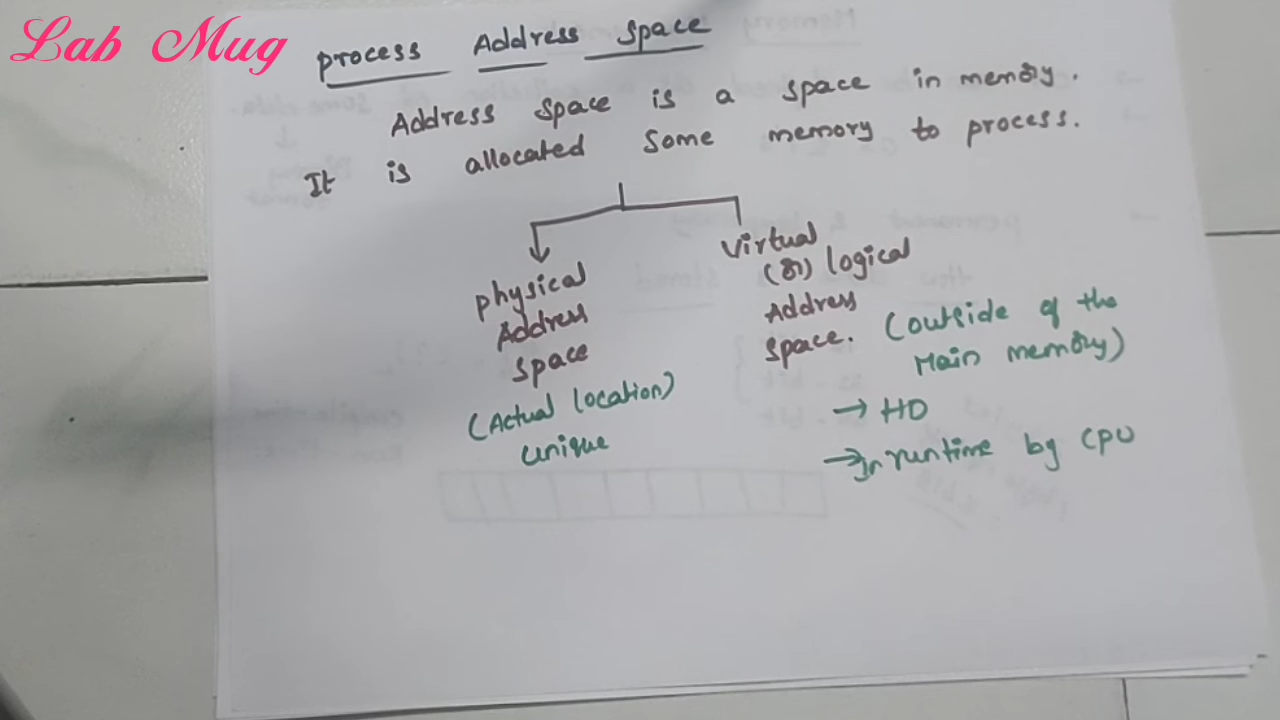 Lab Mug
process Address space
Address space is a space in memory.
It is allocated some memory to process.
physical
Address
space
(Actual location)
unique
Virtual
(or) logical
Address
space. (outside of the
Main memory)
→ HD
→ In runtime by CPU